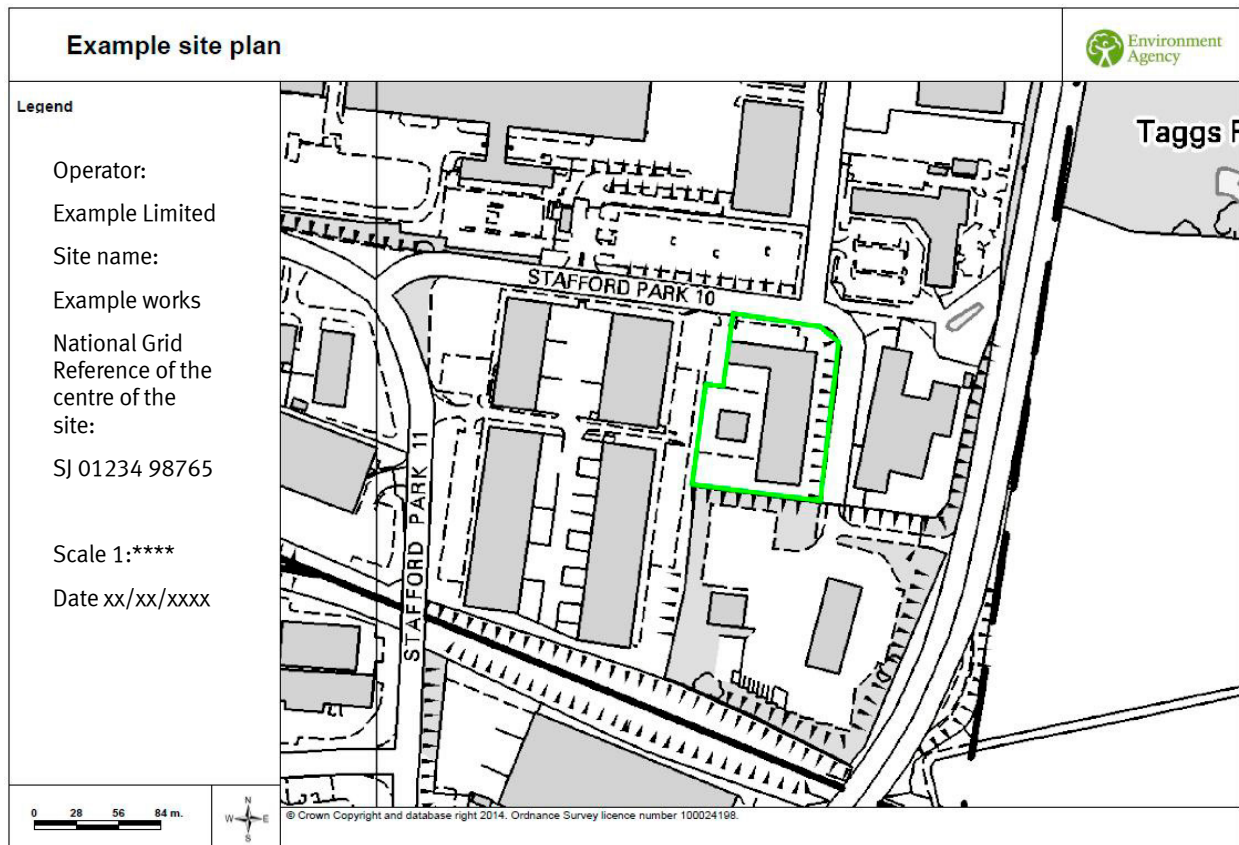 Example site plan
Environment
Agency
Legend
Operator:
Example Limited
Site name:
Example works
National Grid
Reference of the
centre of the
site:
SJ 01234 98765
Scale 1:****
Date xx/xx/xxxx
Taggs
STAFFORD PARK 10
STAFFORD PARK 11
0 28 56 84 m.
N
W E
S
© Crown Copyright and database right 2014. Ordnance Survey licence number 100024198.